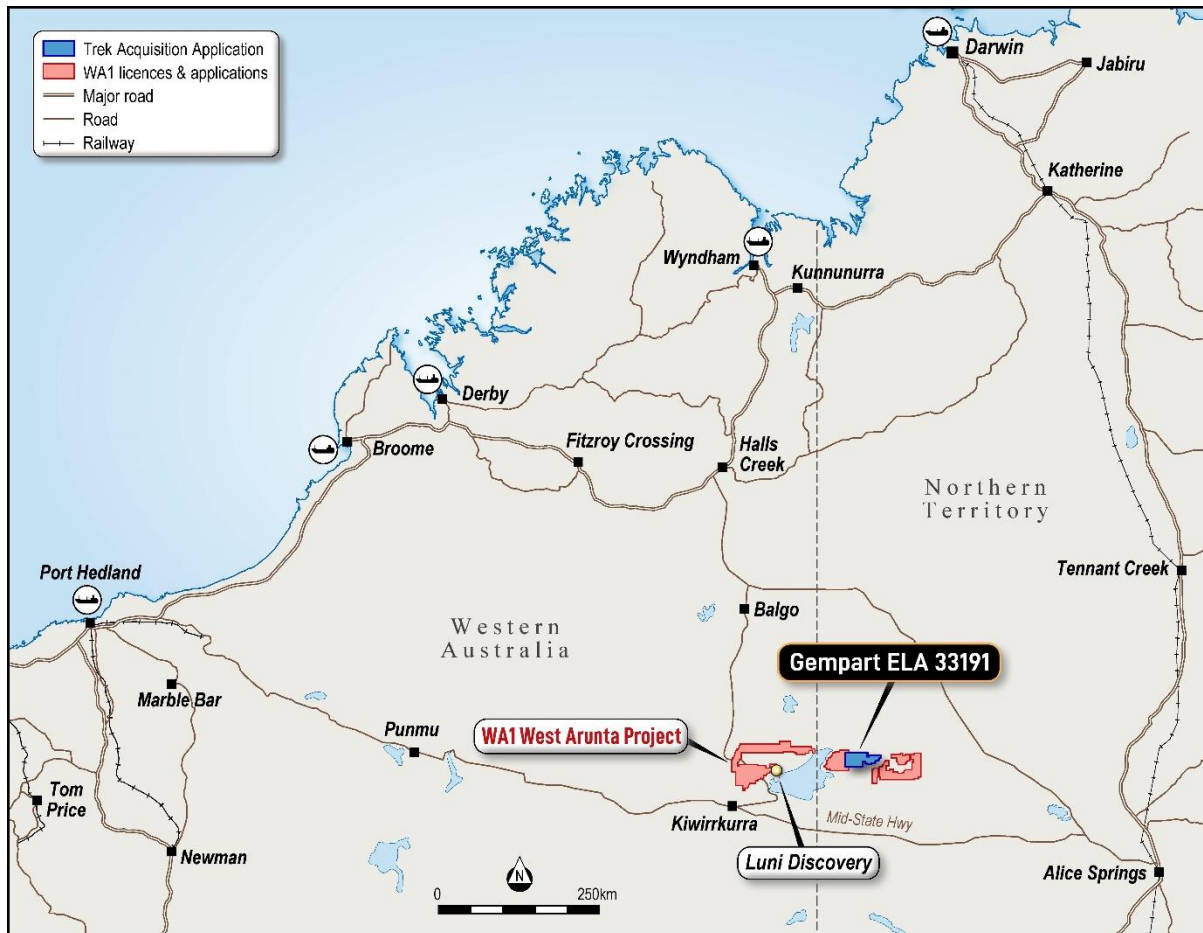 Trek Acquisition Application
WA1 licences & applications
Major road
Road
Railway
Darwin
Jabiru
Katherine
Wyndham
Kununurra
Derby
Broome
Fitzroy Crossing
Halls
Creek
Northern
Territory
Port Hedland
Tennant Creek
Balgo
Western
Australia
Gempart ELA 33191
Marble Bar
Punmu
WA1 West Arunta Project
Tom
Price
Kiwirrkurra
Mid-State Hwy
Newman
Luni Discovery
N
Alice Springs
0
250km